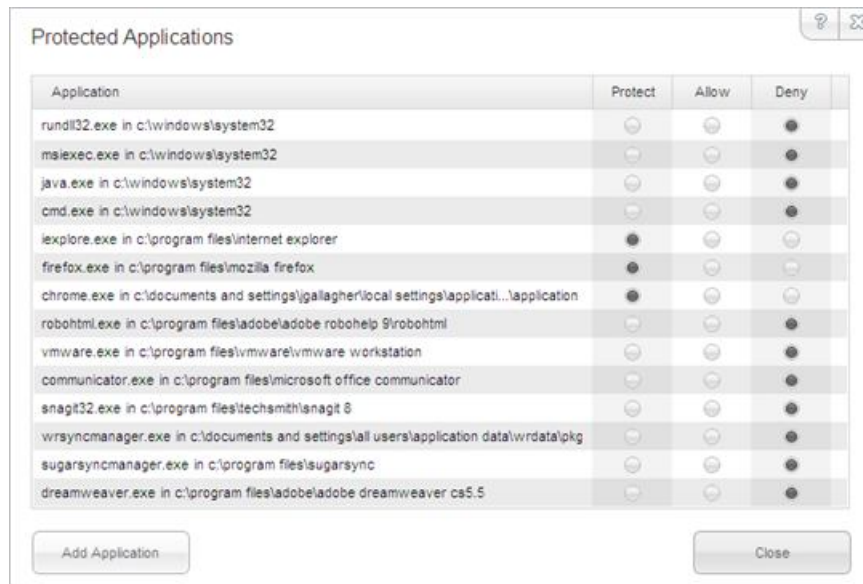 Protected Applications
?
Application Protect Allow Deny
rundll32.exe in c:\windows\system32
msiexec.exe in c:\windows\system32
java.exe in c:\windows\system32
cmd.exe in c:\windows\system32
iexplore.exe in c:\program files\internet explorer
firefox.exe in c:\program files\mozilla firefox
chrome.exe in c:\documents and settings\jgallagher\local settings\applicati...\application
robohtml.exe in c:\program files\adobe\adobe robohelp 9\robohtml
vmware.exe in c:\program files\vmware\vmware workstation
communicator.exe in c:\program files\microsoft office communicator
snagit32.exe in c:\program files\techsmith\snagit 8
wrsyncmanager.exe in c:\documents and settings\all users\application data\wrdata\pkg
sugarsyncmanager.exe in c:\program files\sugarsync
dreamweaver.exe in c:\program files\adobe\adobe dreamweaver cs5.5
Add Application Close